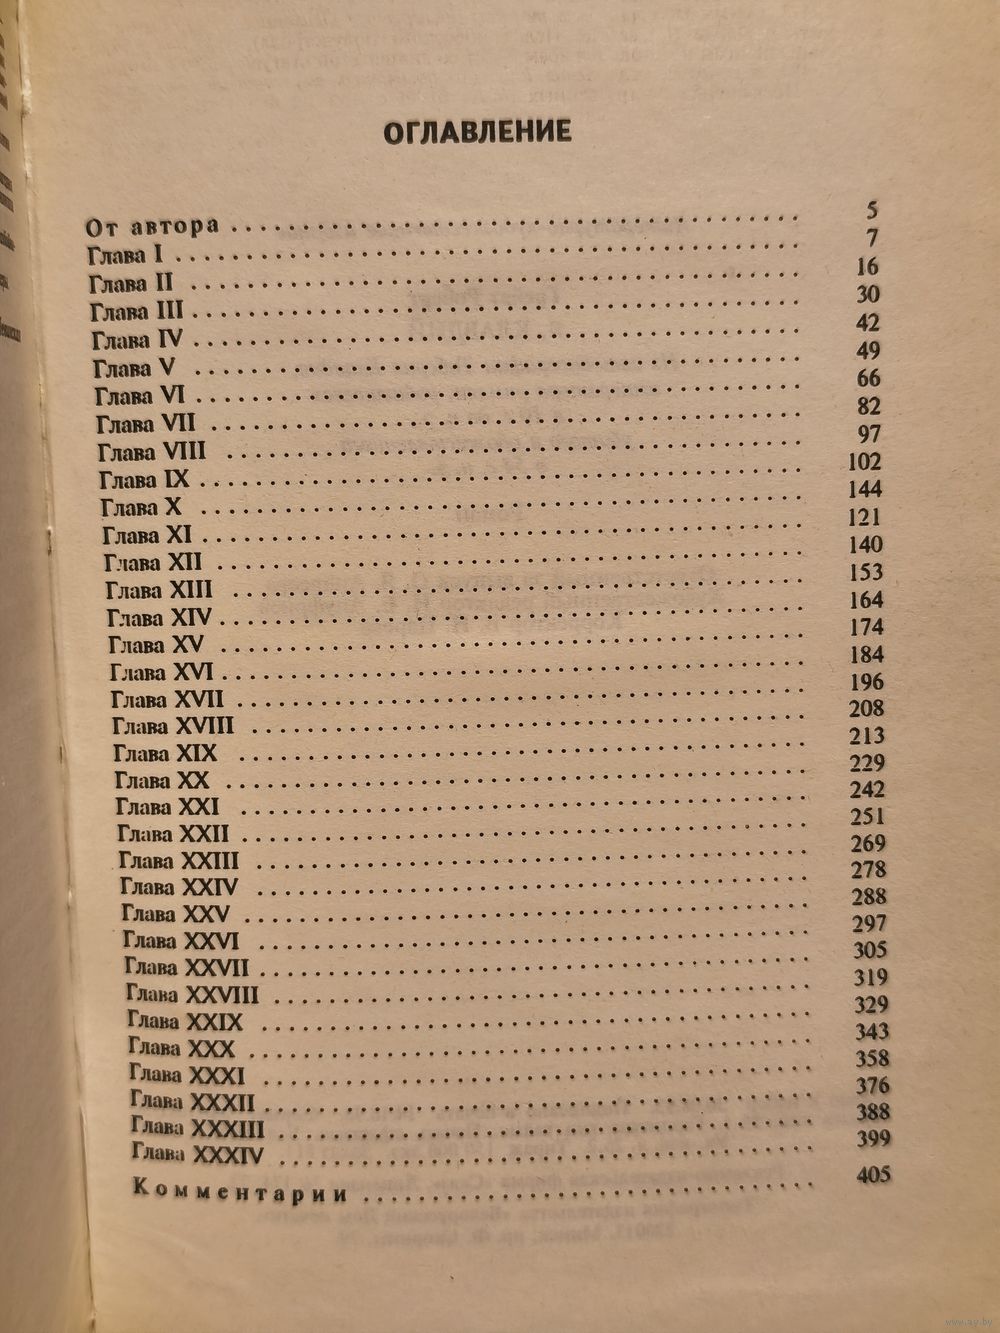 ОГЛАВЛЕНИЕ
От автора 5
Глава I 7
Глава II 16
Глава III 30
Глава IV 42
Глава V 49
Глава VI 66
Глава VII 82
Глава VIII 97
Глава IX 102
Глава X 144
Глава XI 121
Глава XII 140
Глава XIII 153
Глава XIV 164
Глава XV 174
Глава XVI 184
Глава XVII 196
Глава XVIII 208
Глава XIX 213
Глава XX 229
Глава XXI 242
Глава XXII 251
Глава XXIII 269
Глава XXIV 278
Глава XXV 288
Глава XXVI 297
Глава XXVII 305
Глава XXVIII 319
Глава XXIX 329
Глава XXX 343
Глава XXXI 358
Глава XXXII 376
Глава XXXIII 388
Глава XXXIV 399
Комментарии 405
www.ay.by